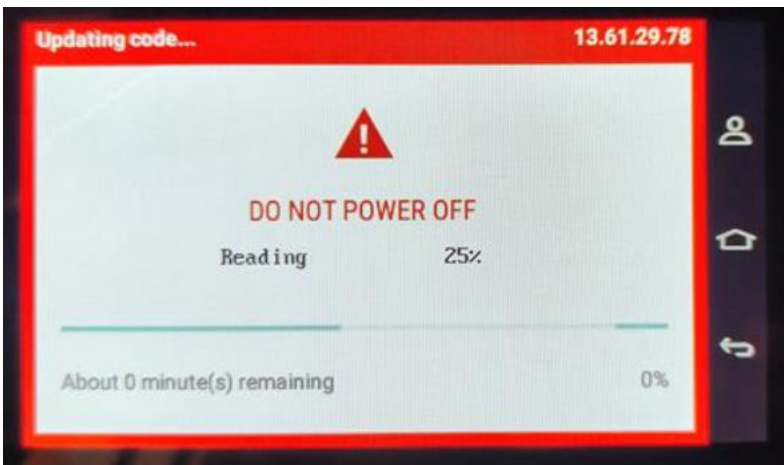 Updating code... 13.61.29.78
DO NOT POWER OFF
Reading 25%
About 0 minute(s) remaining 0%